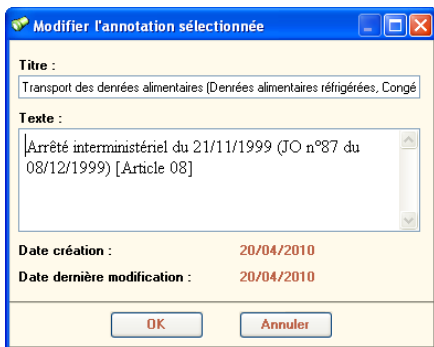 Modifier l'annotation sélectionnée
Titre :
Transport des denrées alimentaires (Denrées alimentaires réfrigérées, Congé
Texte :
Arrêté interministériel du 21/11/1999 (JO n°87 du
08/12/1999) [Article 08]
Date création : 20/04/2010
Date dernière modification : 20/04/2010
OK Annuler